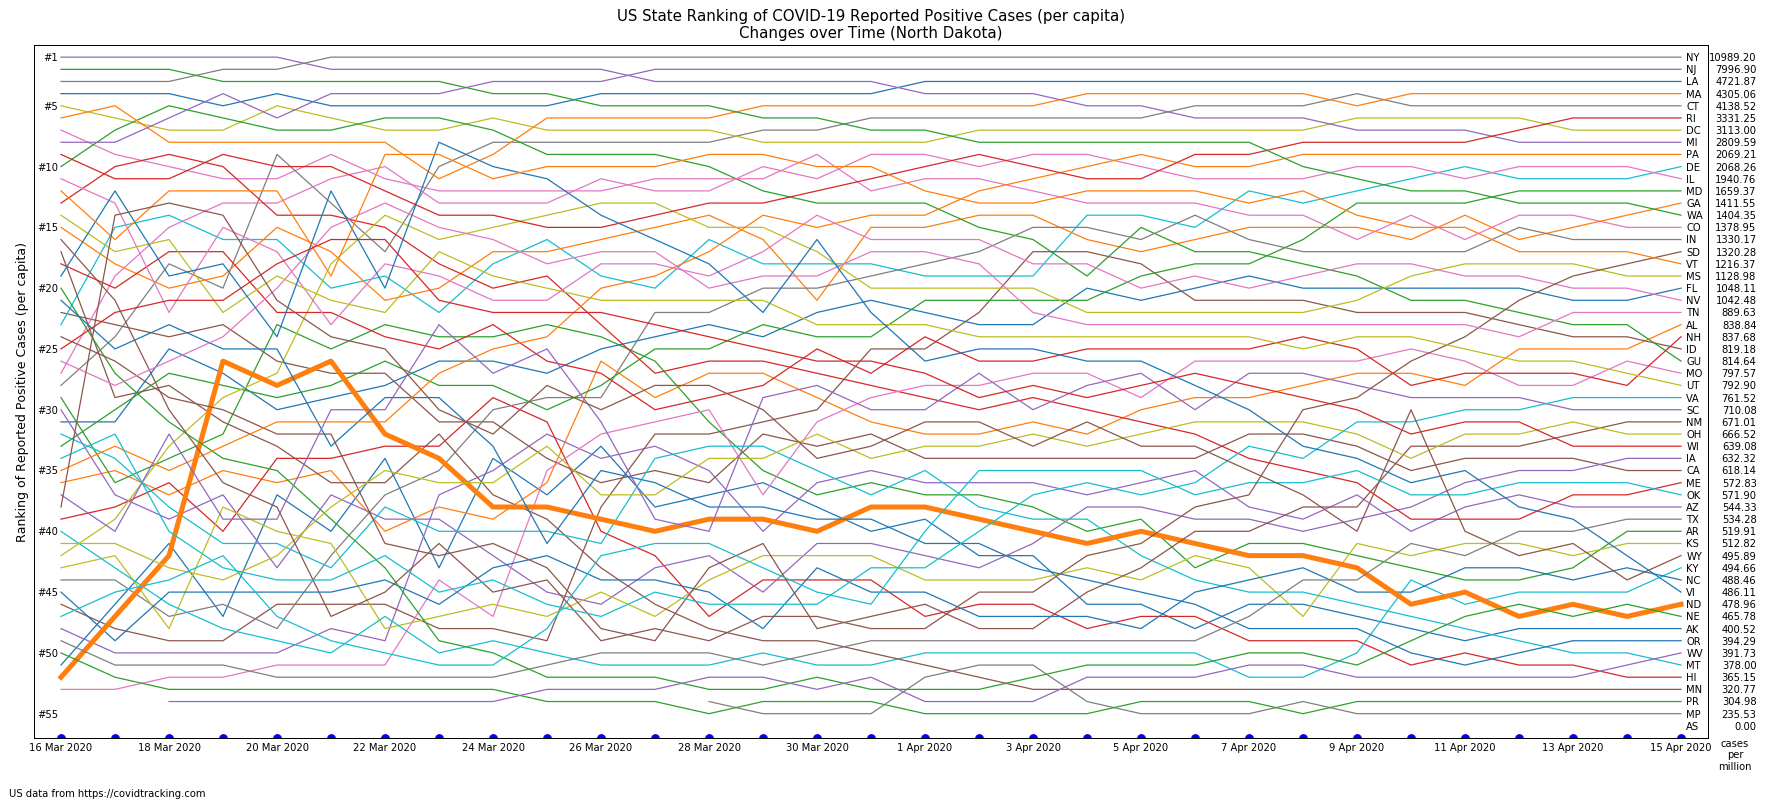 US State Ranking of COVID-19 Reported Positive Cases (per capita)
Changes over Time (North Dakota)
Ranking of Reported Positive Cases (per capita)
#1
#5
#10
#15
#20
#25
#30
#35
#40
#45
#50
#55
NY 10989.20
NJ 7996.90
LA 4721.87
MA 4305.06
CT 4138.52
RI 3331.25
DC 3113.00
MI 2809.59
PA 2069.21
DE 2068.26
IL 1940.76
MD 1659.37
GA 1411.55
WA 1404.35
CO 1378.95
IN 1330.17
SD 1320.28
VT 1216.37
MS 1128.98
FL 1048.11
NV 1042.48
TN 889.63
AL 838.84
NH 837.68
ID 819.18
GU 814.64
MO 797.57
UT 792.90
VA 761.52
SC 710.08
NM 671.01
OH 666.52
WI 639.08
IA 632.32
CA 618.14
ME 572.83
OK 571.90
AZ 544.33
TX 534.28
AR 519.91
KS 512.82
WY 495.89
KY 494.66
NC 488.46
VI 486.11
ND 478.96
NE 465.78
AK 400.52
OR 394.29
WV 391.73
MT 378.00
HI 365.15
MN 320.77
PR 304.98
MP 235.53
AS 0.00
16 Mar 2020 18 Mar 2020 20 Mar 2020 22 Mar 2020 24 Mar 2020 26 Mar 2020 28 Mar 2020 30 Mar 2020 1 Apr 2020 3 Apr 2020 5 Apr 2020 7 Apr 2020 9 Apr 2020 11 Apr 2020 13 Apr 2020 15 Apr 2020
cases
per
million
US data from https://covidtracking.com